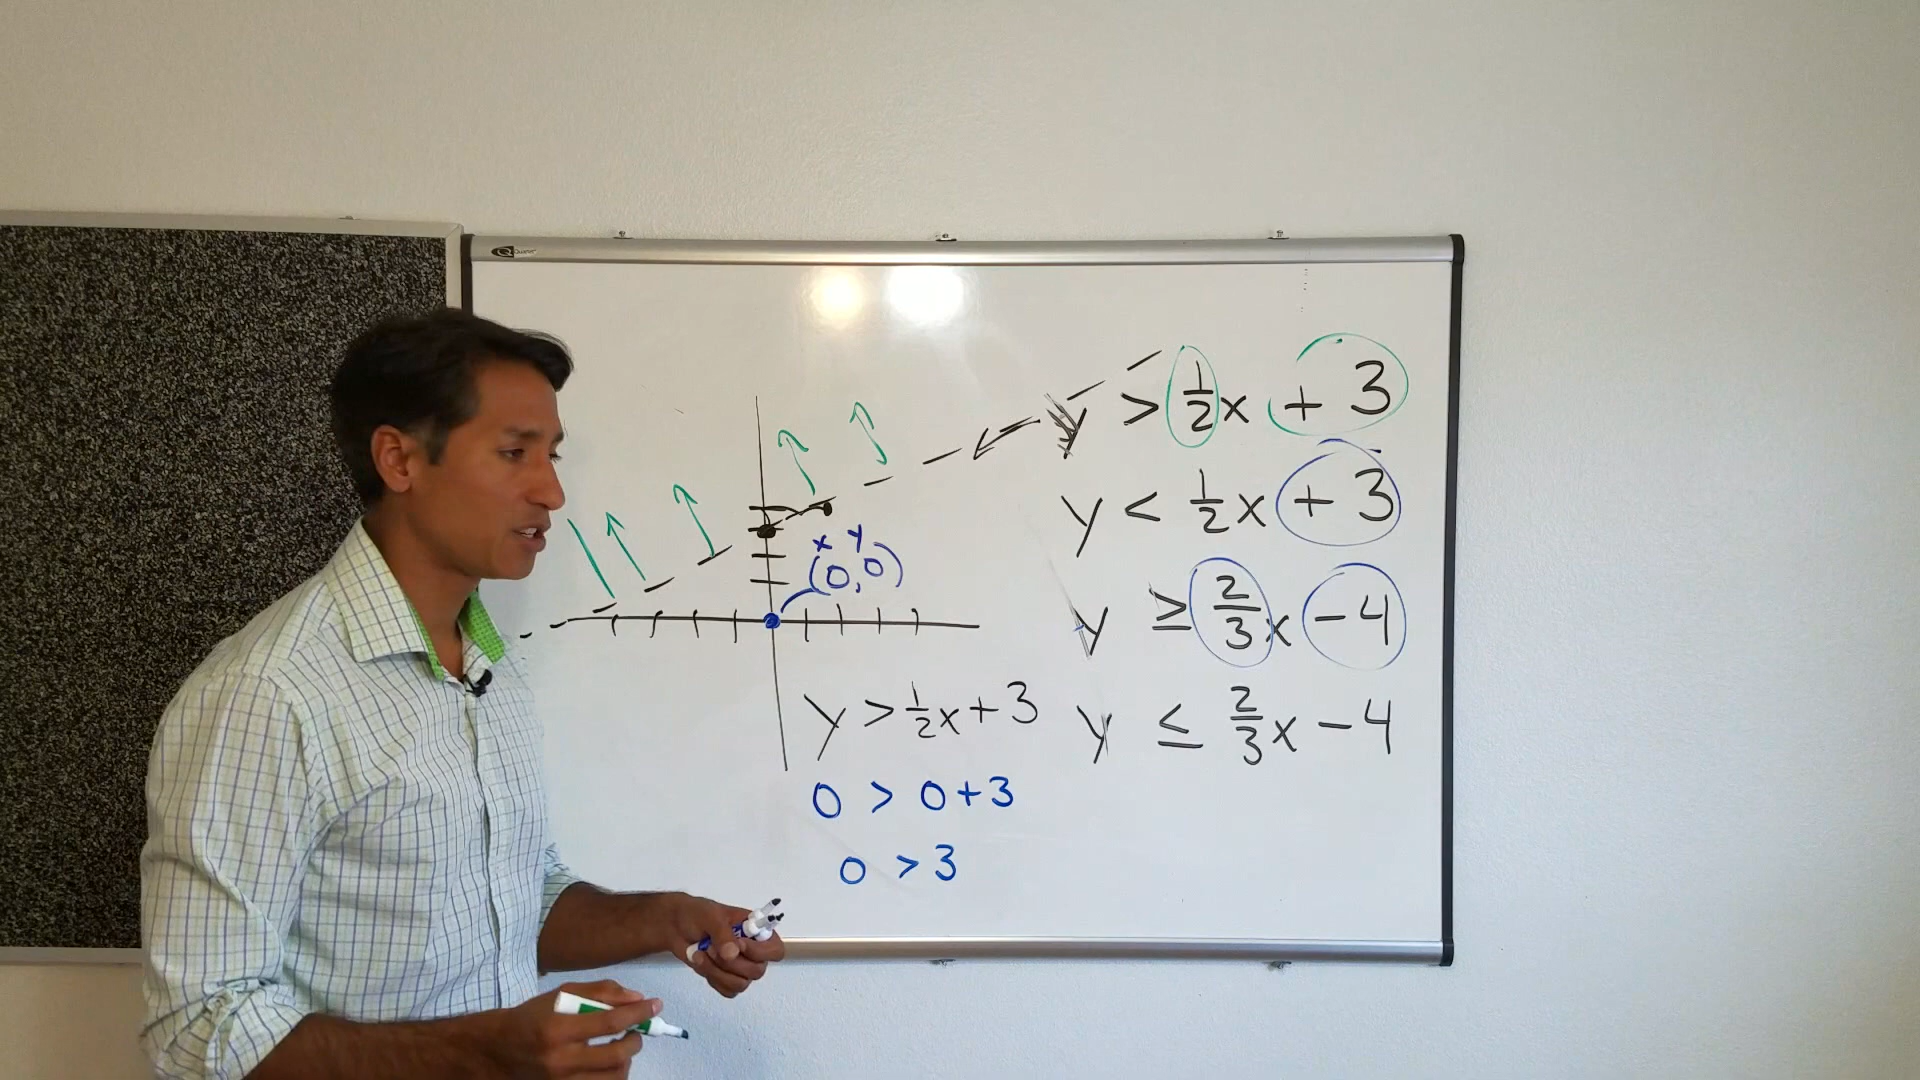 Quartet
y > 1/2 x + 3
y < 1/2 x + 3
x y
(0,0)
y ≥ 2/3 x - 4
y > 1/2 x + 3
y ≤ 2/3 x - 4
0 > 0+3
0 > 3